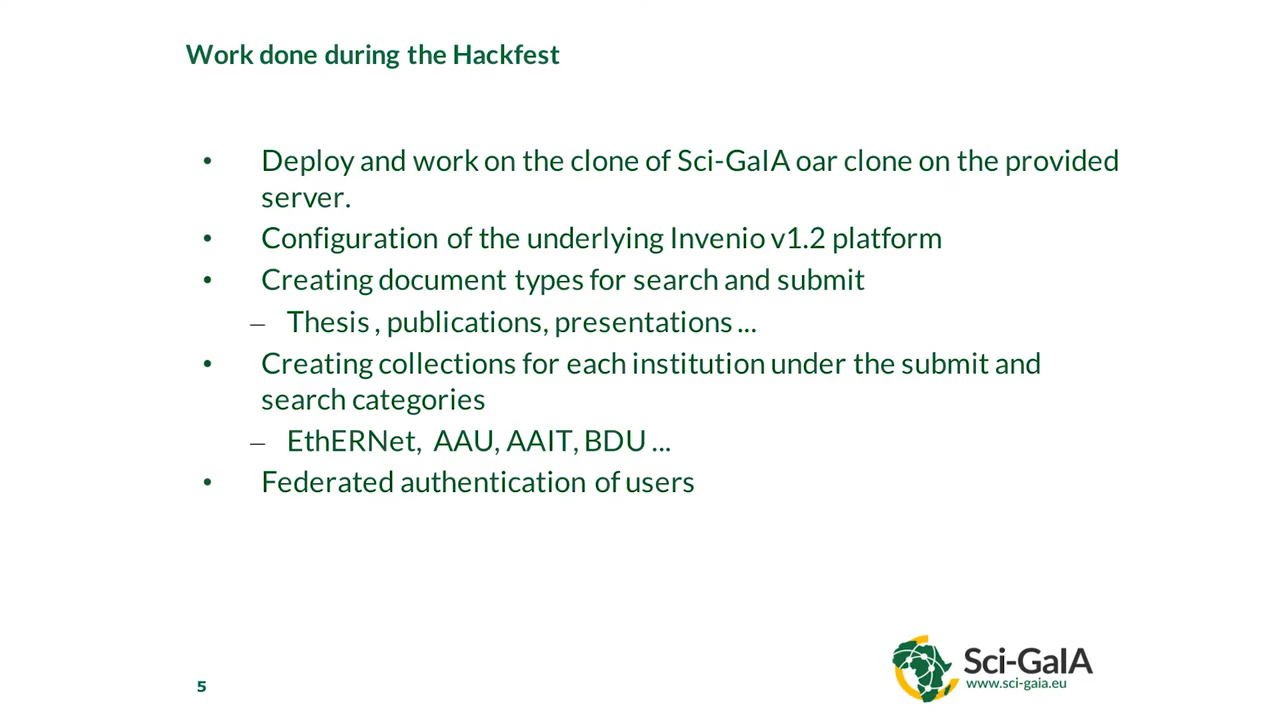 Work done during the Hackfest
• Deploy and work on the clone of Sci-GaIA oar clone on the provided
server.
• Configuration of the underlying Invenio v1.2 platform
• Creating document types for search and submit
– Thesis , publications, presentations ...
• Creating collections for each institution under the submit and
search categories
– EthERNet, AAU, AAIT, BDU ...
• Federated authentication of users
5
Sci-GaIA
www.sci-gaia.eu